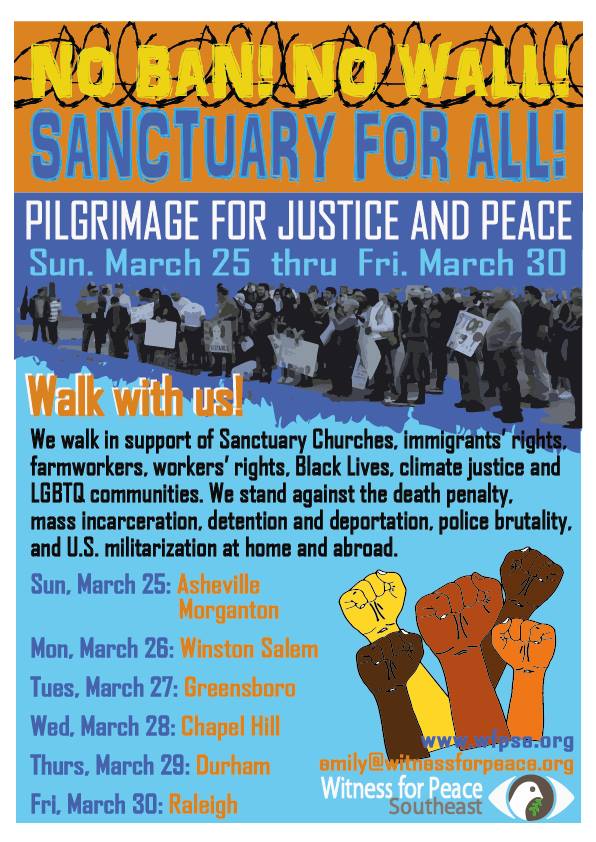 NO BAN! NO WALL!
SANCTUARY FOR ALL!
PILGRIMAGE FOR JUSTICE AND PEACE
Sun. March 25 thru Fri. March 30
Walk with us!
We walk in support of Sanctuary Churches, immigrants' rights,
farmworkers, workers' rights, Black Lives, climate justice and
LGBTQ communities. We stand against the death penalty,
mass incarceration, detention and deportation, police brutality,
and U.S. militarization at home and abroad.
Sun, March 25: Asheville
Morganton
Mon, March 26: Winston Salem
Tues, March 27: Greensboro
Wed, March 28: Chapel Hill
Thurs, March 29: Durham
Fri, March 30: Raleigh
www.wfpse.org
emily@witnessforpeace.org
Witness for Peace
Southeast